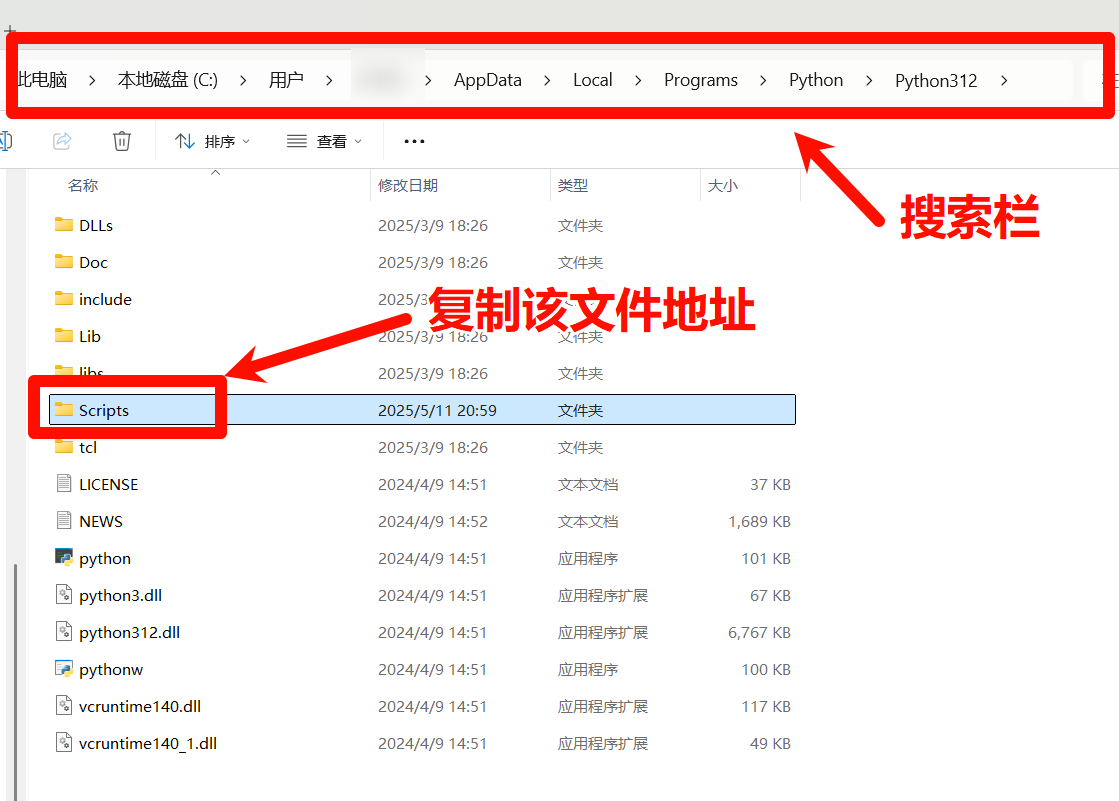 此电脑 > 本地磁盘 (C:) > 用户 > > AppData > Local > Programs > Python > Python312 >
排序 查看 •••
搜索栏
名称 修改日期 类型 大小
DLLs 2025/3/9 18:26 文件夹
Doc 2025/3/9 18:26 文件夹
include 2025/3/
复制该文件地址
Lib 2025/3/9 18:26 文件夹
libs 2025/3/9 18:26 文件夹
Scripts 2025/5/11 20:59 文件夹
tcl 2025/3/9 18:26 文件夹
LICENSE 2024/4/9 14:51 文本文档 37 KB
NEWS 2024/4/9 14:52 文本文档 1,689 KB
python 2024/4/9 14:51 应用程序 101 KB
python3.dll 2024/4/9 14:51 应用程序扩展 67 KB
python312.dll 2024/4/9 14:51 应用程序扩展 6,767 KB
pythonw 2024/4/9 14:51 应用程序 100 KB
vcruntime140.dll 2024/4/9 14:51 应用程序扩展 117 KB
vcruntime140_1.dll 2024/4/9 14:51 应用程序扩展 49 KB